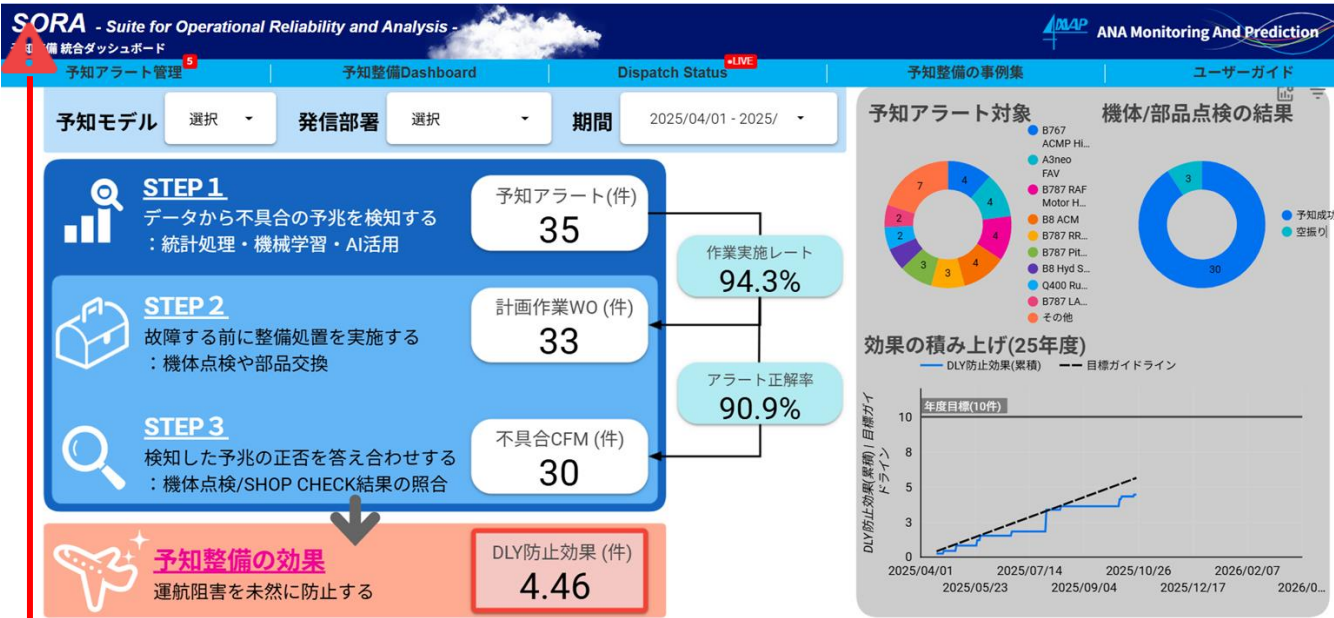 SORA - Suite for Operational Reliability and Analysis -
備 統合ダッシュボード
4MAP ANA Monitoring And Prediction
予知アラート管理 5
予知整備Dashboard
Dispatch Status ●LIVE
予知整備の事例集
ユーザーガイド
予知モデル 選択
発信部署 選択
期間 2025/04/01 - 2025/
STEP 1
データから不具合の予兆を検知する
:統計処理・機械学習・AI活用
予知アラート(件)
35
作業実施レート
94.3%
STEP 2
故障する前に整備処置を実施する
:機体点検や部品交換
計画作業WO (件)
33
アラート正解率
90.9%
STEP 3
検知した予兆の正否を答え合わせする
:機体点検/SHOP CHECK結果の照合
不具合CFM (件)
30
予知整備の効果
運航阻害を未然に防止する
DLY防止効果 (件)
4.46
予知アラート対象
4
4
4
4
3
3
2
2
7
B767
ACMP Hi...
A3neo
FAV
B787 RAF
Motor H...
B8 ACM
B787 RR...
B787 Pit...
B8 Hyd S...
Q400 Ru...
B787 LA...
その他
機体/部品点検の結果
3
30
予知成功
空振り
効果の積み上げ(25年度)
DLY防止効果(累積)
目標ガイドライン
DLY防止効果(累積) | 目標ガイ
ドライン
年度目標(10件)
10
8
5
3
0
2025/04/01
2025/05/23
2025/07/14
2025/09/04
2025/10/26
2025/12/17
2026/02/07
2026/0...